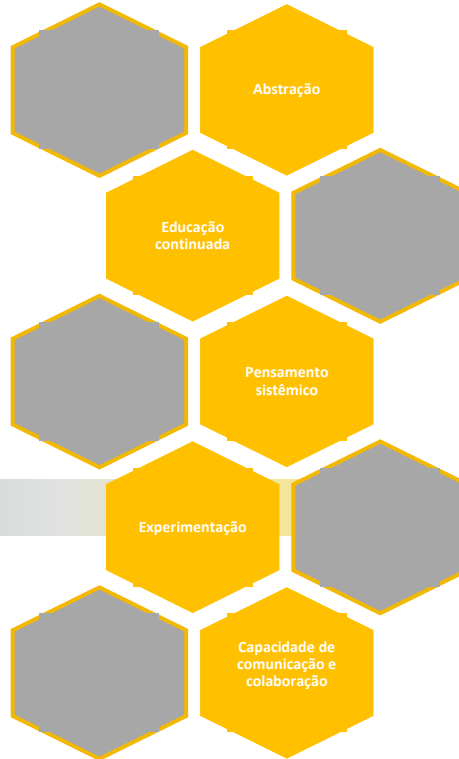 Abstração
Educação
continuada
Pensamento
sistêmico
Experimentação
Capacidade de
comunicação e
colaboração